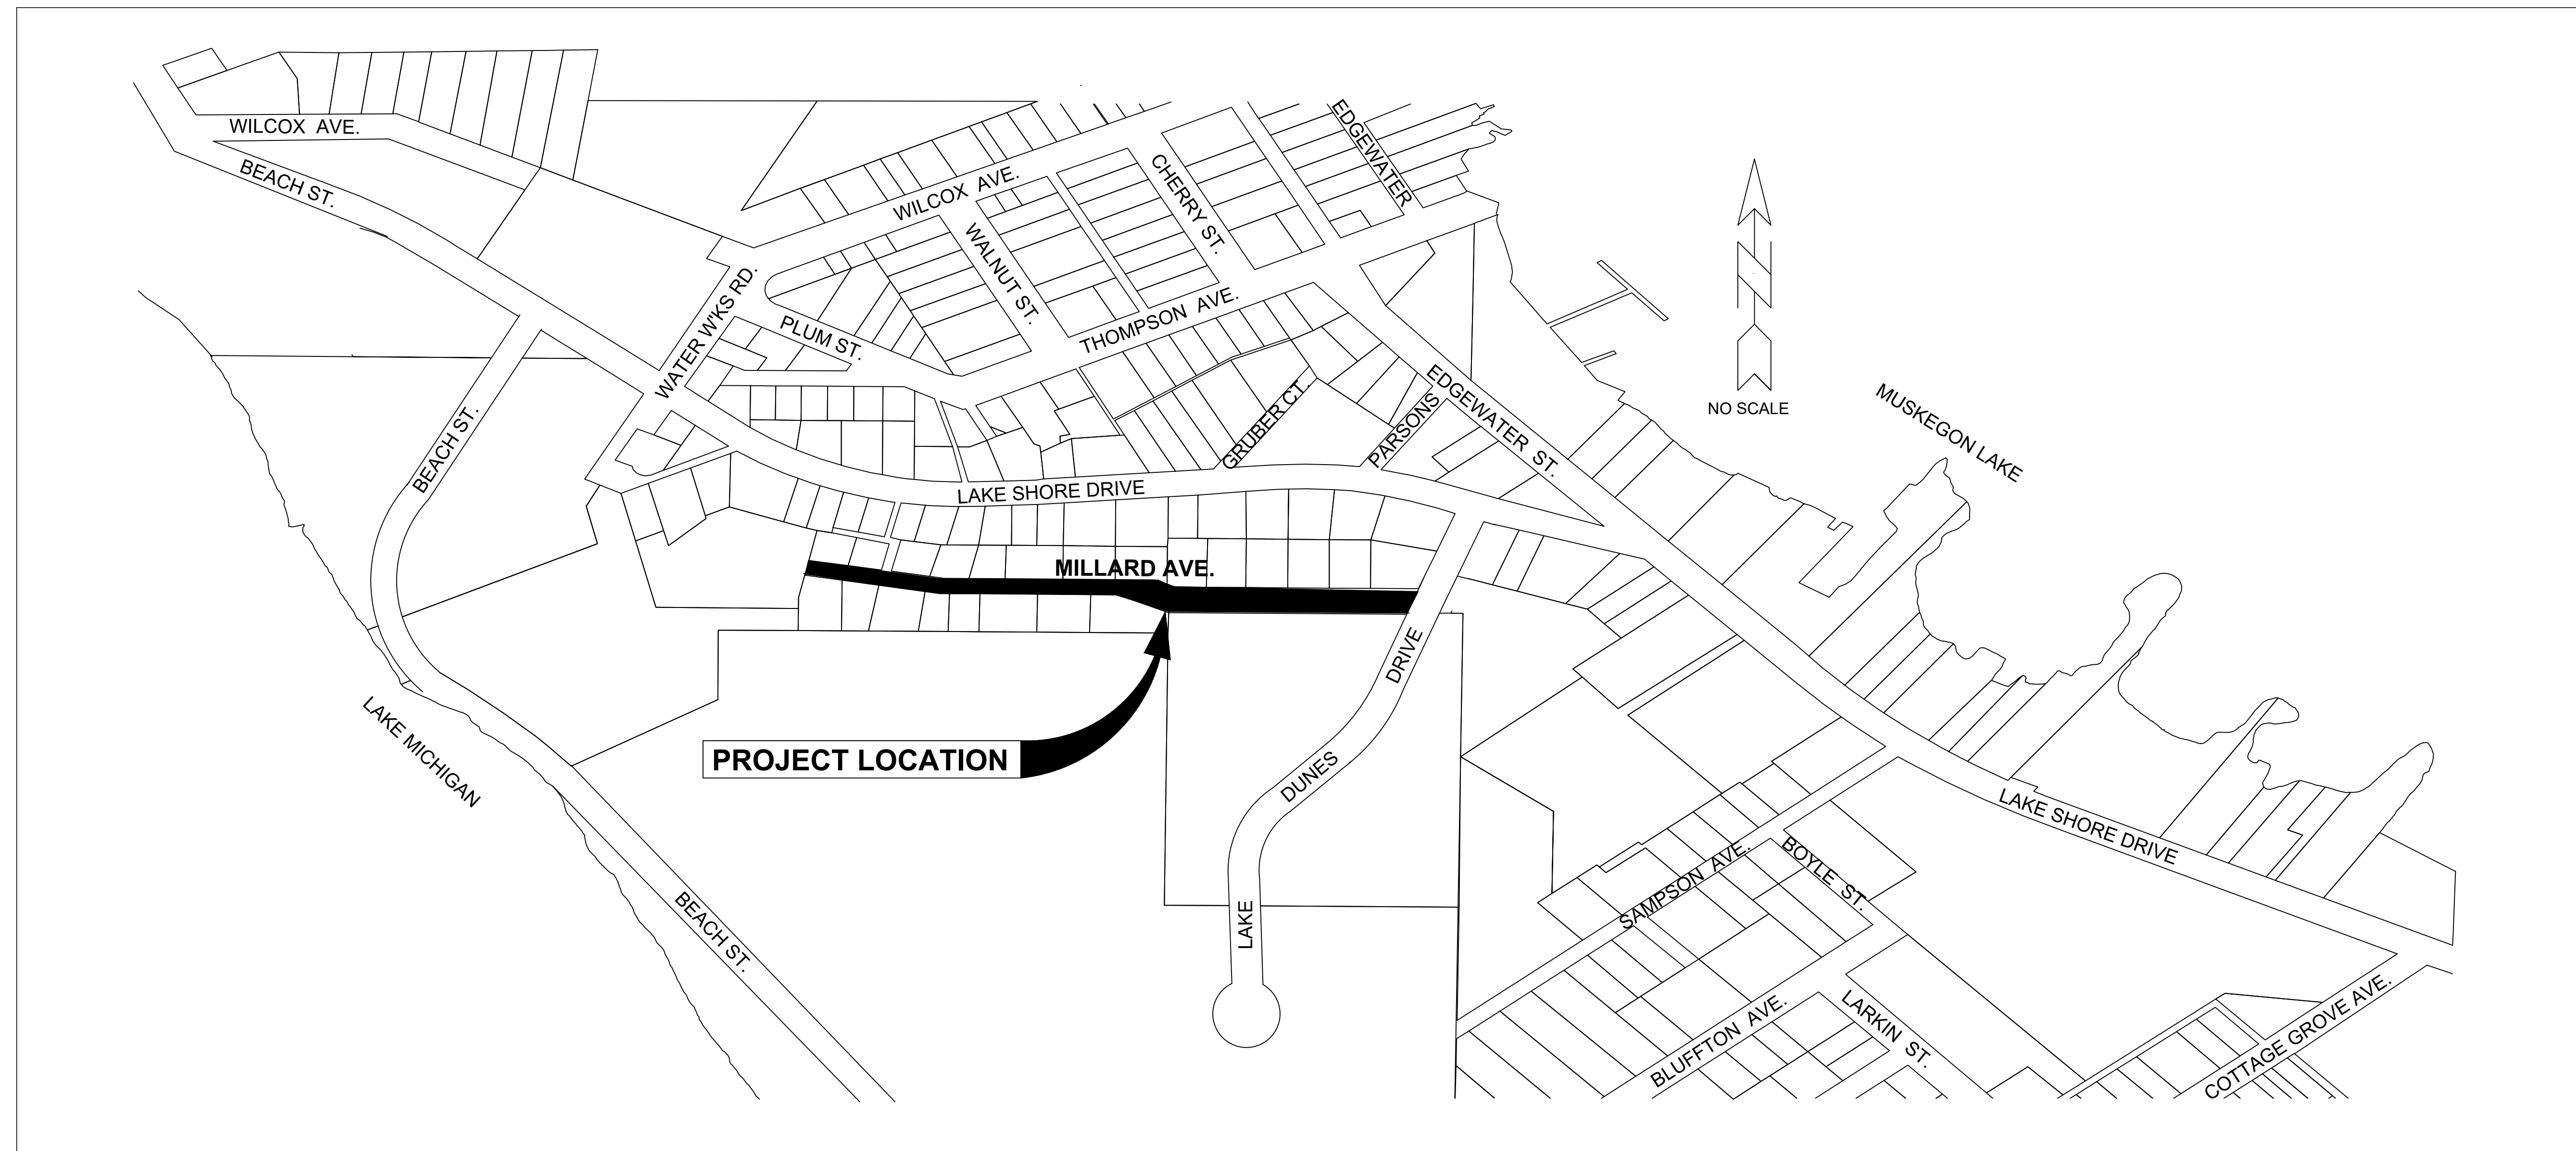 WILCOX AVE.
BEACH ST.
WILCOX AVE.
CHERRY ST.
EDGEWATER
WALNUT ST.
WATER W'KS RD.
PLUM ST.
THOMPSON AVE.
NO SCALE
MUSKEGON LAKE
BEACH ST.
GRUBER CT.
PARSONS
EDGEWATER ST.
LAKE SHORE DRIVE
MILLARD AVE.
LAKE MICHIGAN
PROJECT LOCATION
LAKE DUNES DRIVE
LAKE SHORE DRIVE
BEACH ST.
SAMPSON AVE.
BOYLE ST.
BLUFFTON AVE.
LARKIN ST.
COTTAGE GROVE AVE.